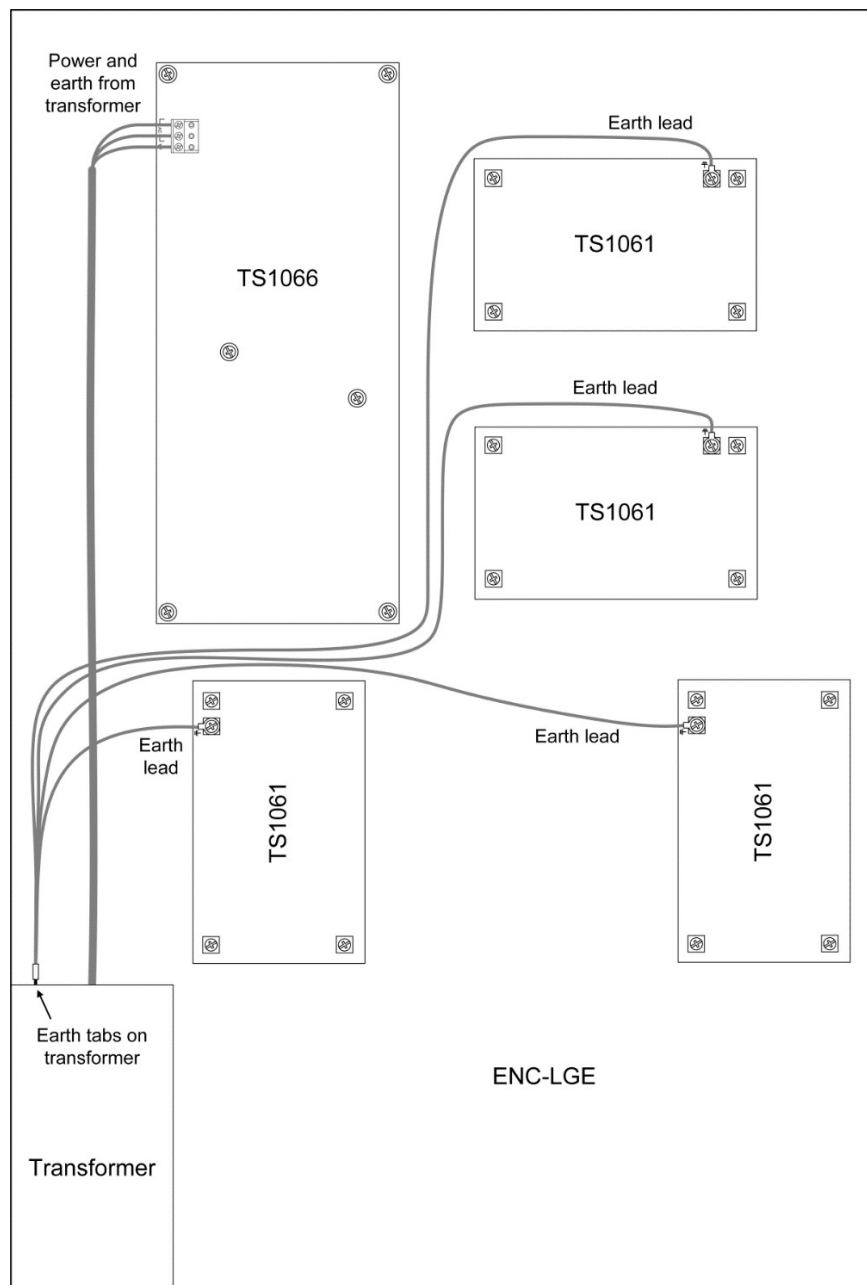 Power and
earth from
transformer
Earth lead
TS1061
TS1066
Earth lead
TS1061
Earth
lead
TS1061
Earth lead
TS1061
Earth tabs on
transformer
ENC-LGE
Transformer